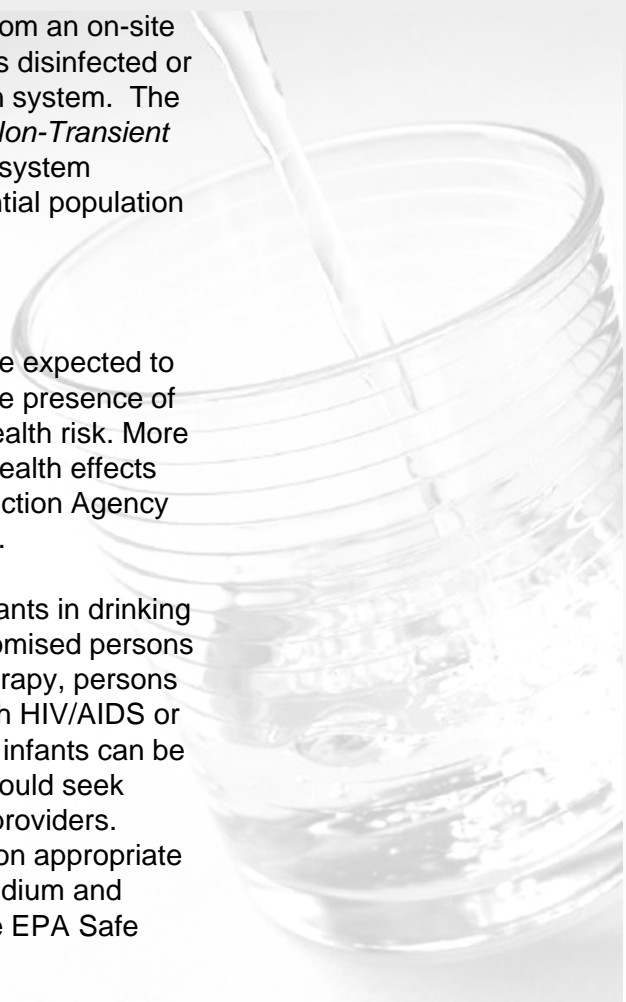 om an on-site
s disinfected or
n system.  The
lon-Transient
system
ntial population
e expected to
e presence of
ealth risk. More
ealth effects
ction Agency
.
ants in drinking
omised persons
erapy, persons
h HIV/AIDS or
infants can be
ould seek
providers.
on appropriate
dium and
e EPA Safe